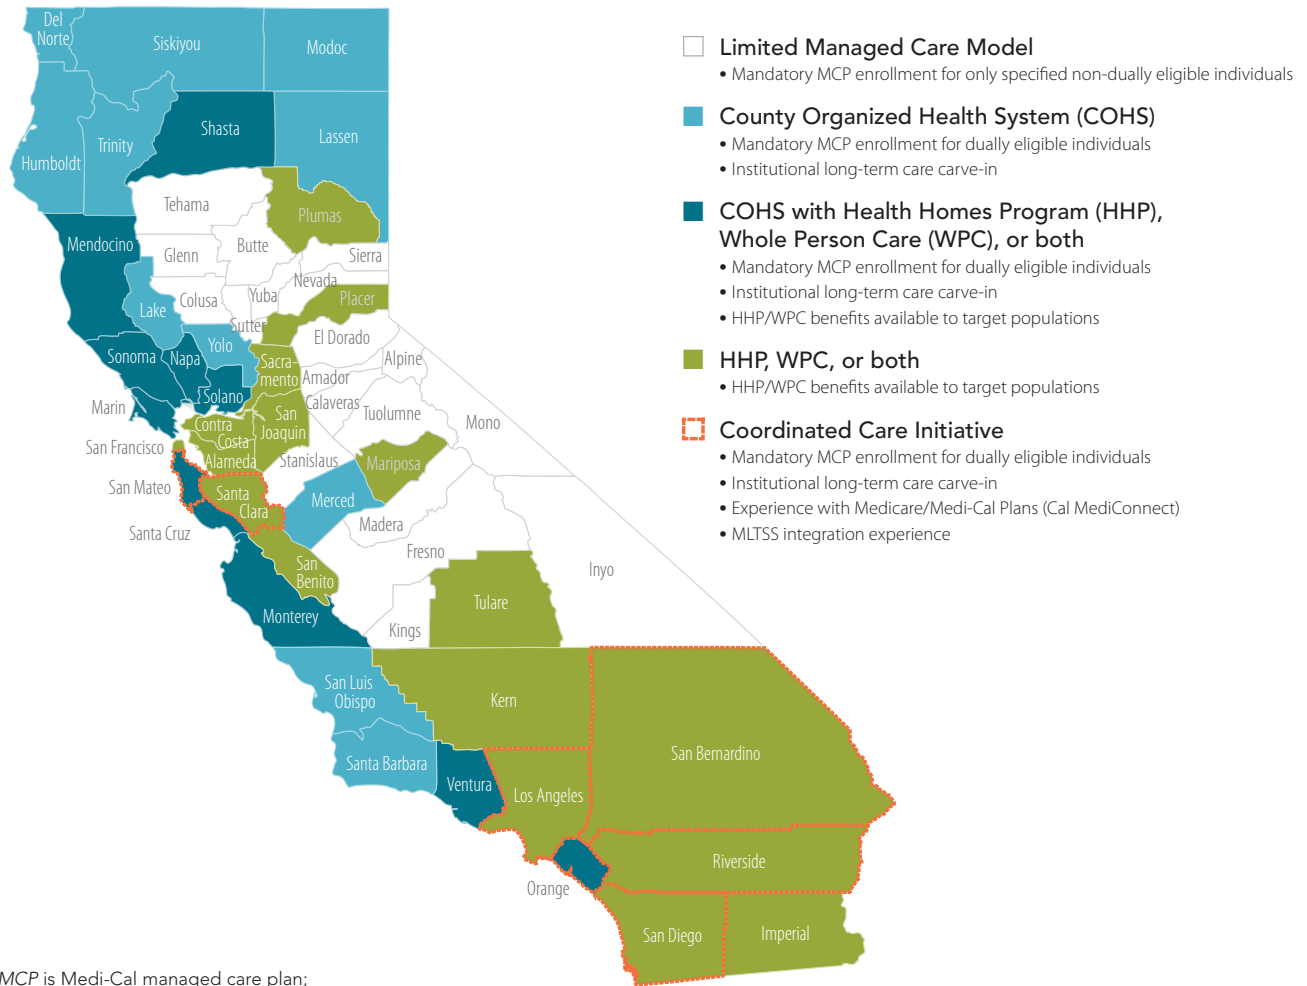 Del
Norte
Siskiyou
Modoc
Shasta
Lassen
Trinity
Humboldt
Tehama
Plumas
Mendocino
Butte
Glenn
Sierra
Nevada
Colusa
Yuba
Placer
Lake
Sutter
El Dorado
Yolo
Sonoma
Napa
Sacra-
mento
Alpine
Amador
Solano
Calaveras
Marin
Tuolumne
San
Joaquin
Contra
Costa
Mono
San Francisco
Alameda
Stanislaus
Mariposa
San Mateo
Santa
Clara
Merced
Madera
Santa Cruz
Fresno
San
Benito
Inyo
Tulare
Monterey
Kings
San Luis
Obispo
Kern
San Bernardino
Santa Barbara
Ventura
Los Angeles
Riverside
Orange
San Diego
Imperial
MCP is Medi-Cal managed care plan;
Limited Managed Care Model
• Mandatory MCP enrollment for only specified non-dually eligible individuals
County Organized Health System (COHS)
• Mandatory MCP enrollment for dually eligible individuals
• Institutional long-term care carve-in
COHS with Health Homes Program (HHP),
Whole Person Care (WPC), or both
• Mandatory MCP enrollment for dually eligible individuals
• Institutional long-term care carve-in
• HHP/WPC benefits available to target populations
HHP, WPC, or both
• HHP/WPC benefits available to target populations
Coordinated Care Initiative
• Mandatory MCP enrollment for dually eligible individuals
• Institutional long-term care carve-in
• Experience with Medicare/Medi-Cal Plans (Cal MediConnect)
• MLTSS integration experience